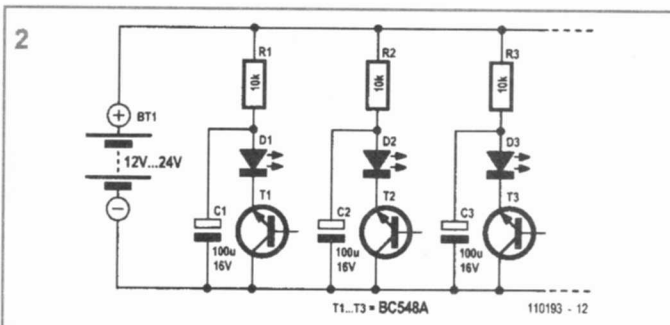 2
R1
R2
R3
10k
10k
10k
BT1
12V...24V
D1
D2
D3
T1
T2
T3
C1
C2
C3
100u
16V
100u
16V
100u
16V
T1...T3 = BC548A
110193 - 12